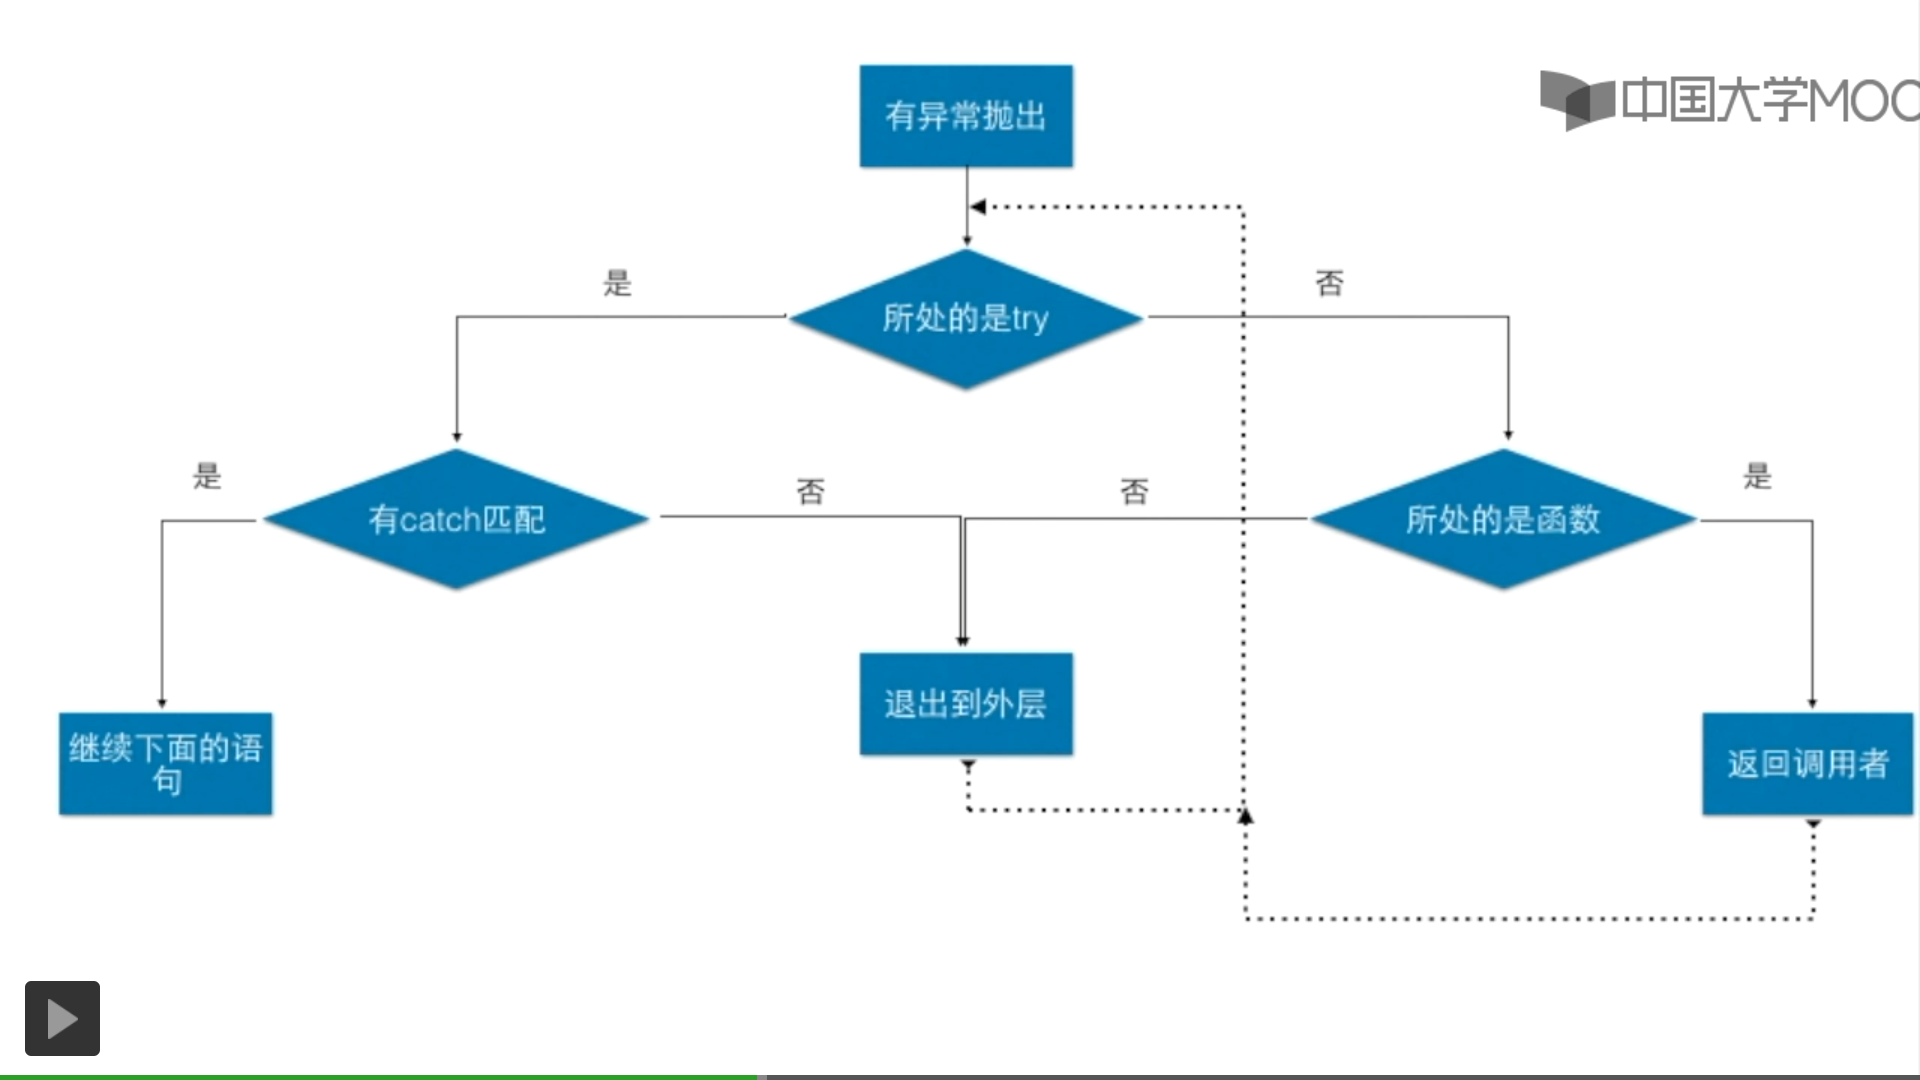 有异常抛出
中国大学MOO
是
所处的是try
否
是
有catch匹配
否
否
所处的是函数
是
退出到外层
继续下面的语
句
返回调用者